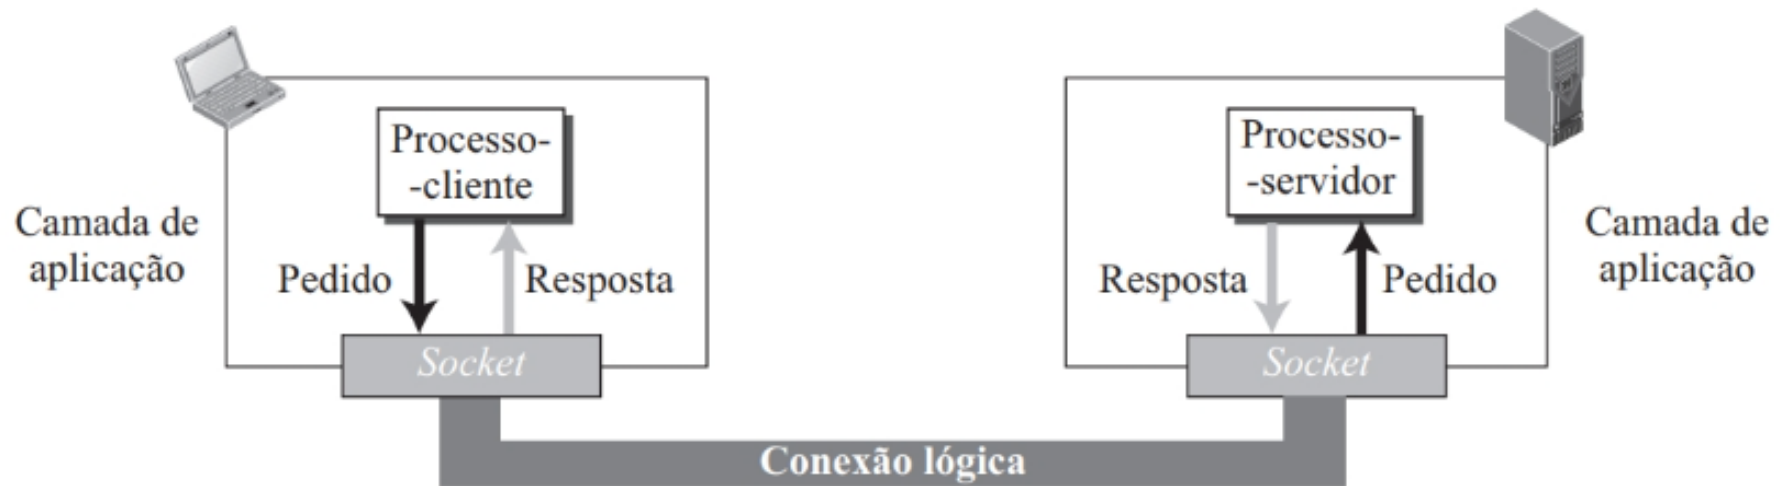 Processo-
-cliente
Camada de
aplicação
Pedido
Resposta
Socket
Processo-
-servidor
Camada de
aplicação
Resposta
Pedido
Socket
Conexão lógica